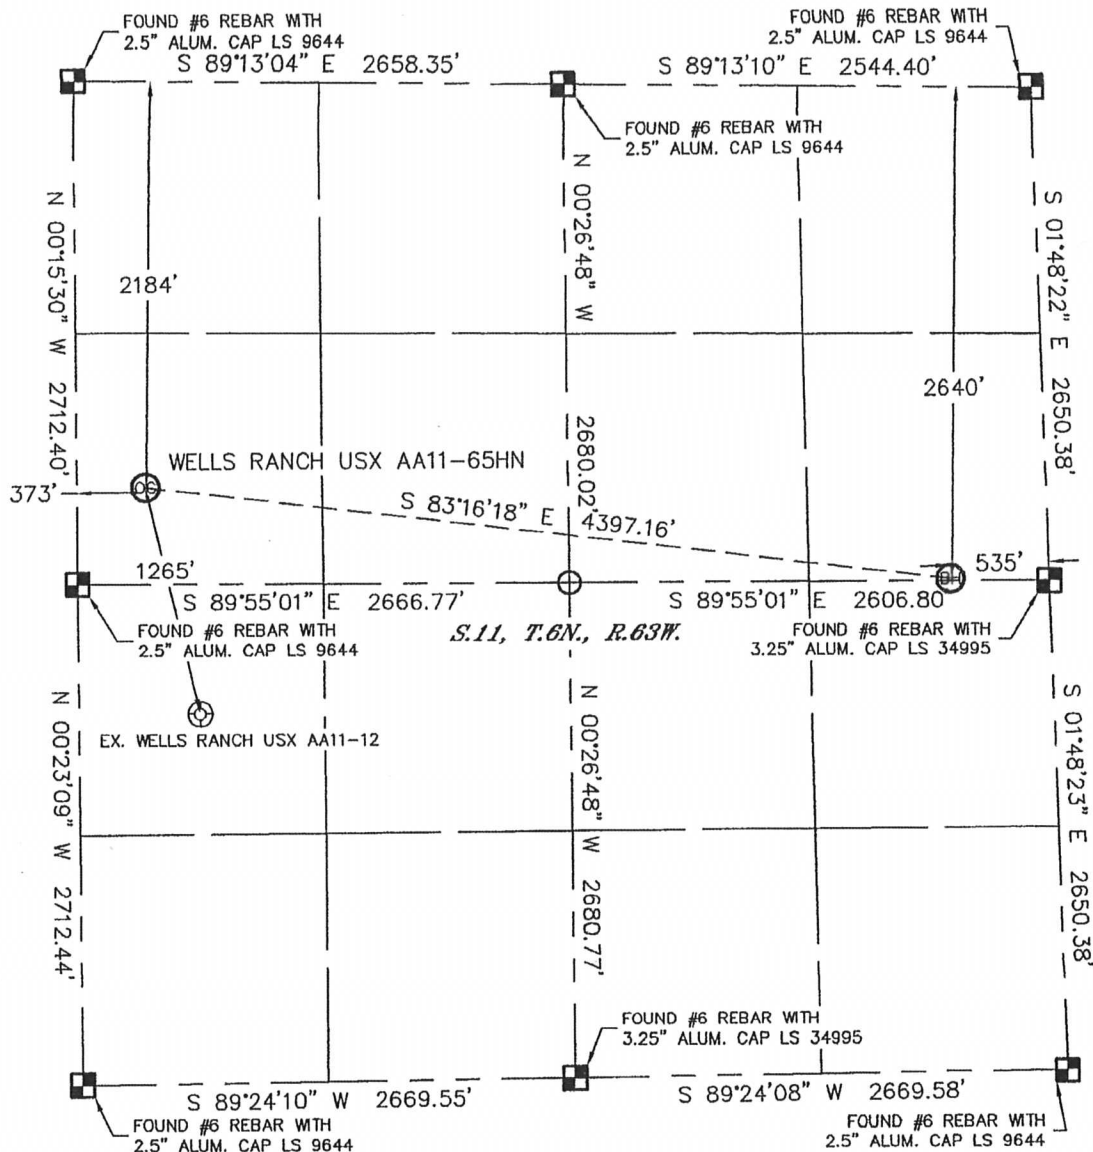 FOUND #6 REBAR WITH
2.5" ALUM. CAP LS 9644
FOUND #6 REBAR WITH
2.5" ALUM. CAP LS 9644
S 89°13'04" E 2658.35'
S 89°13'10" E 2544.40'
FOUND #6 REBAR WITH
2.5" ALUM. CAP LS 9644
N 00°15'30" W 2712.40'
N 00°26'48" W 2680.02'
S 01°48'22" E 2650.38'
2184'
2640'
WELLS RANCH USX AA11-65HN
373'
S 83°16'18" E 4397.16'
535'
1265'
S 89°55'01" E 2666.77'
S 89°55'01" E 2606.80
FOUND #6 REBAR WITH
2.5" ALUM. CAP LS 9644
S.11, T.6N., R.63W.
FOUND #6 REBAR WITH
3.25" ALUM. CAP LS 34995
EX. WELLS RANCH USX AA11-12
N 00°23'09" W 2712.44'
N 00°26'48" W 2680.77'
S 01°48'23" E 2650.38'
FOUND #6 REBAR WITH
3.25" ALUM. CAP LS 34995
S 89°24'10" W 2669.55'
S 89°24'08" W 2669.58'
FOUND #6 REBAR WITH
2.5" ALUM. CAP LS 9644
FOUND #6 REBAR WITH
2.5" ALUM. CAP LS 9644